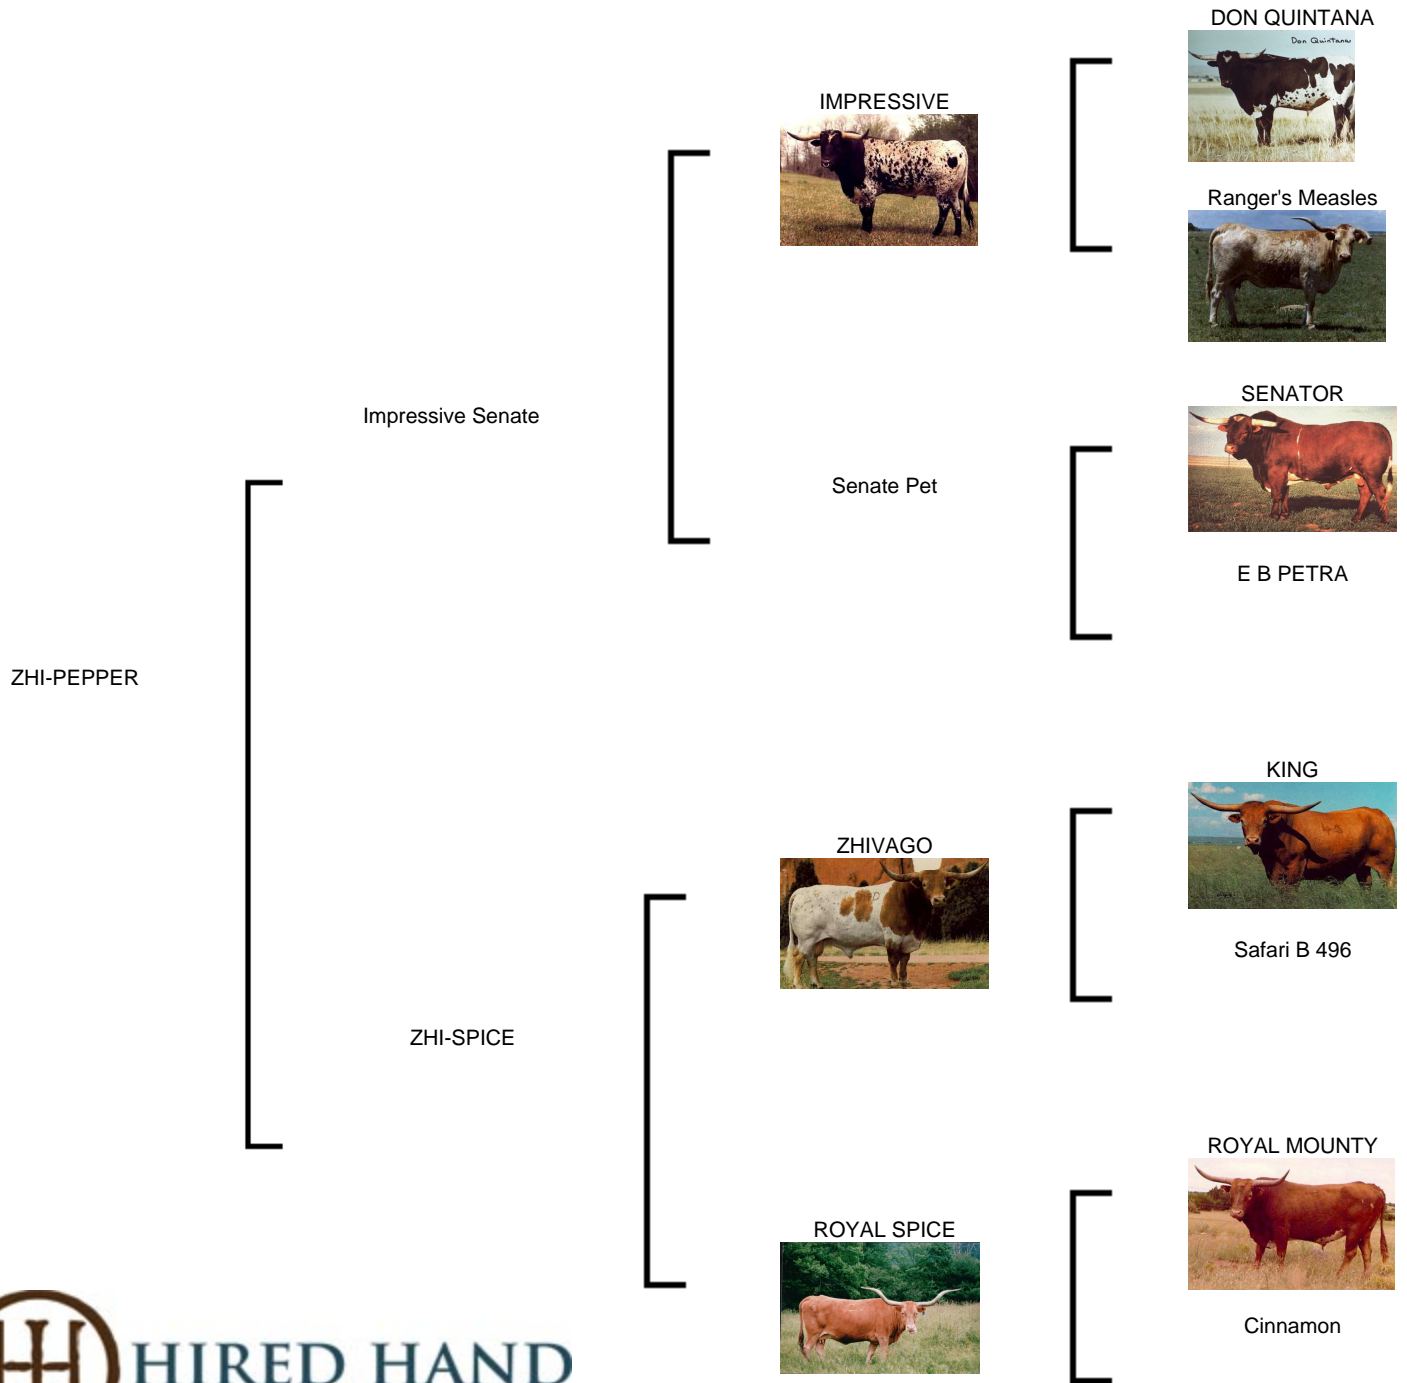 DON QUINTANA
Don Quintana
IMPRESSIVE
Ranger's Measles
SENATOR
Impressive Senate
Senate Pet
E B PETRA
ZHI-PEPPER
KING
ZHIVAGO
Safari B 496
ZHI-SPICE
ROYAL MOUNTY
ROYAL SPICE
Cinnamon
HIRED HAND